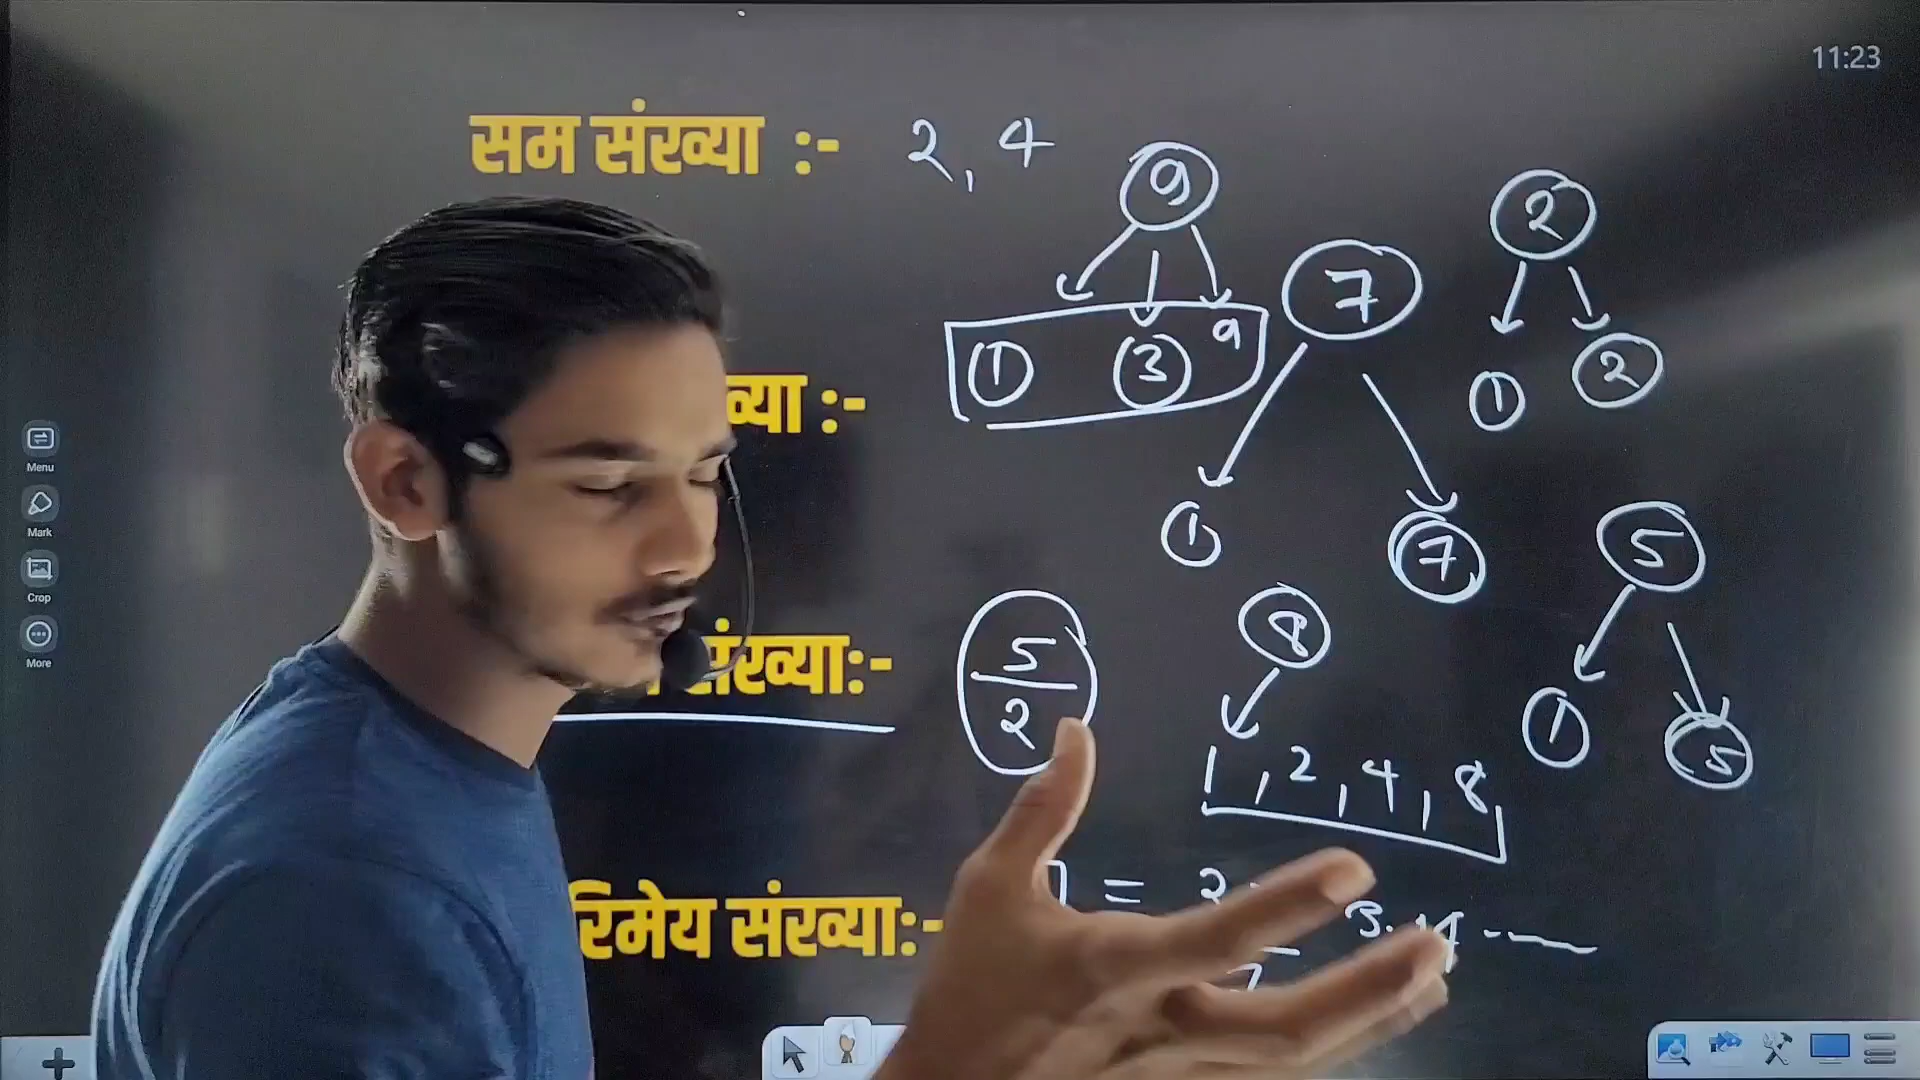 11:23
सम संख्या :- 2, 4
9
2
7
1 3 9
1 2
:-
1 7
5
8
5
2
संख्या:-
1 5
1, 2, 4, 8
संख्या:-
= 3.14
Menu
Mark
Crop
More